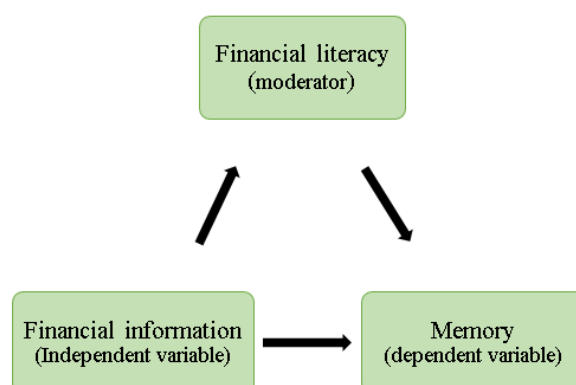 Financial literacy
(moderator)
Financial information
(Independent variable)
Memory
(dependent variable)